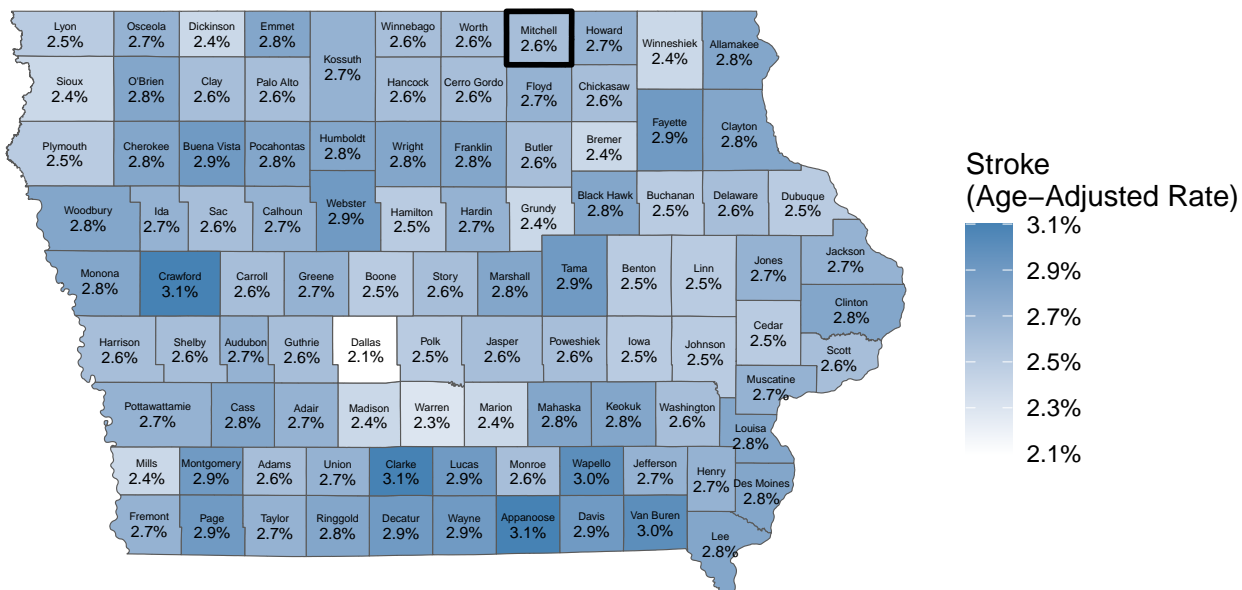 Lyon
2.5%
Osceola
2.7%
Dickinson
2.4%
Emmet
2.8%
Kossuth
2.7%
Winnebago
2.6%
Worth
2.6%
Mitchell
2.6%
Howard
2.7%
Winneshiek
2.4%
Allamakee
2.8%
Sioux
2.4%
O'Brien
2.8%
Clay
2.6%
Palo Alto
2.6%
Hancock
2.6%
Cerro Gordo
2.6%
Floyd
2.7%
Chickasaw
2.6%
Fayette
2.9%
Clayton
2.8%
Plymouth
2.5%
Cherokee
2.8%
Buena Vista
2.9%
Pocahontas
2.8%
Humboldt
2.8%
Wright
2.8%
Franklin
2.8%
Butler
2.6%
Bremer
2.4%
Woodbury
2.8%
Ida
2.7%
Sac
2.6%
Calhoun
2.7%
Webster
2.9%
Hamilton
2.5%
Hardin
2.7%
Grundy
2.4%
Black Hawk
2.8%
Buchanan
2.5%
Delaware
2.6%
Dubuque
2.5%
Monona
2.8%
Crawford
3.1%
Carroll
2.6%
Greene
2.7%
Boone
2.5%
Story
2.6%
Marshall
2.8%
Tama
2.9%
Benton
2.5%
Linn
2.5%
Jones
2.7%
Jackson
2.7%
Clinton
2.8%
Harrison
2.6%
Shelby
2.6%
Audubon
2.7%
Guthrie
2.6%
Dallas
2.1%
Polk
2.5%
Jasper
2.6%
Poweshiek
2.6%
Iowa
2.5%
Johnson
2.5%
Cedar
2.5%
Scott
2.6%
Muscatine
2.7%
Pottawattamie
2.7%
Cass
2.8%
Adair
2.7%
Madison
2.4%
Warren
2.3%
Marion
2.4%
Mahaska
2.8%
Keokuk
2.8%
Washington
2.6%
Louisa
2.8%
Mills
2.4%
Montgomery
2.9%
Adams
2.6%
Union
2.7%
Clarke
3.1%
Lucas
2.9%
Monroe
2.6%
Wapello
3.0%
Jefferson
2.7%
Henry
2.7%
Des Moines
2.8%
Fremont
2.7%
Page
2.9%
Taylor
2.7%
Ringgold
2.8%
Decatur
2.9%
Wayne
2.9%
Appanoose
3.1%
Davis
2.9%
Van Buren
3.0%
Lee
2.8%
Stroke
(Age−Adjusted Rate)
3.1%
2.9%
2.7%
2.5%
2.3%
2.1%